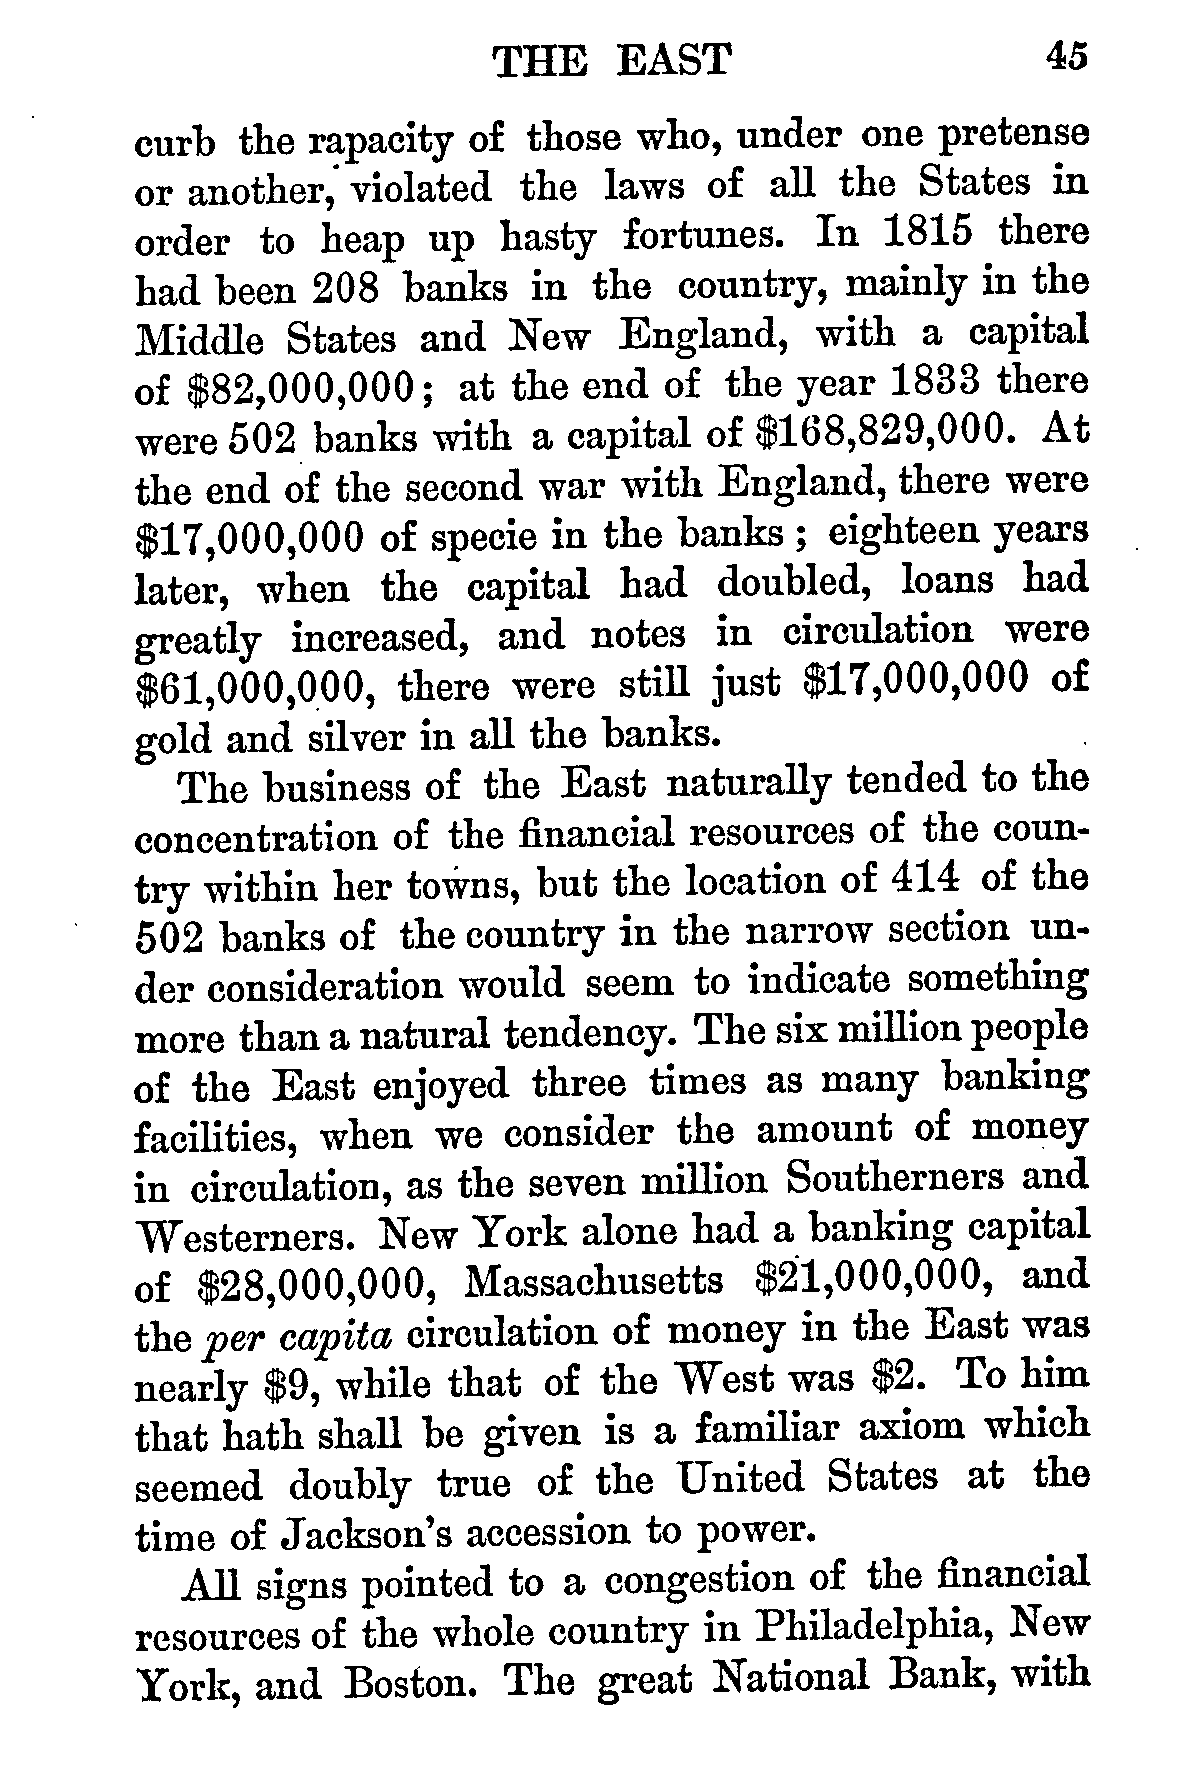 THE EAST 45
curb the rapacity of those who, under one pretense
or another, violated the laws of all the States in
order to heap up hasty fortunes. In 1815 there
had been 208 banks in the country, mainly in the
Middle States and New England, with a capital
of $82,000,000; at the end of the year 1833 there
were 502 banks with a capital of $168,829,000. At
the end of the second war with England, there were
$17,000,000 of specie in the banks; eighteen years
later, when the capital had doubled, loans had
greatly increased, and notes in circulation were
$61,000,000, there were still just $17,000,000 of
gold and silver in all the banks.
The business of the East naturally tended to the
concentration of the financial resources of the coun-
try within her towns, but the location of 414 of the
502 banks of the country in the narrow section un-
der consideration would seem to indicate something
more than a natural tendency. The six million people
of the East enjoyed three times as many banking
facilities, when we consider the amount of money
in circulation, as the seven million Southerners and
Westerners. New York alone had a banking capital
of $28,000,000, Massachusetts $21,000,000, and
the per capita circulation of money in the East was
nearly $9, while that of the West was $2. To him
that hath shall be given is a familiar axiom which
seemed doubly true of the United States at the
time of Jackson's accession to power.
All signs pointed to a congestion of the financial
resources of the whole country in Philadelphia, New
York, and Boston. The great National Bank, with